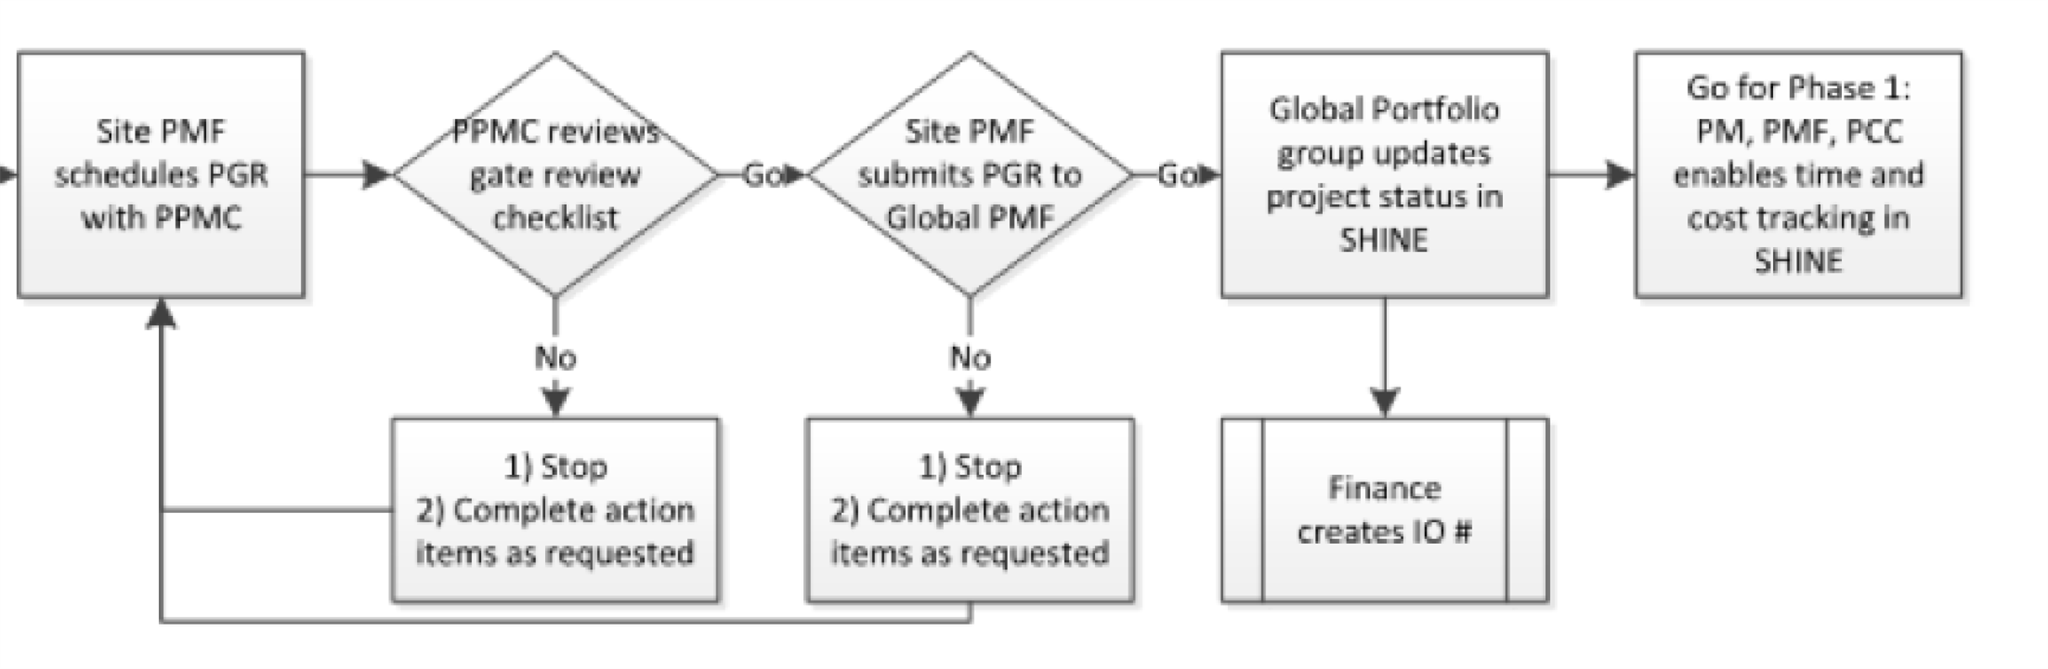 Site PMF
schedules PGR
with PPMC
PPMC reviews
gate review
checklist
Go
Site PMF
submits PGR to
Global PMF
Go
Global Portfolio
group updates
project status in
SHINE
Go for Phase 1:
PM, PMF, PCC
enables time and
cost tracking in
SHINE
No
No
1) Stop
2) Complete action
items as requested
1) Stop
2) Complete action
items as requested
Finance
creates IO #